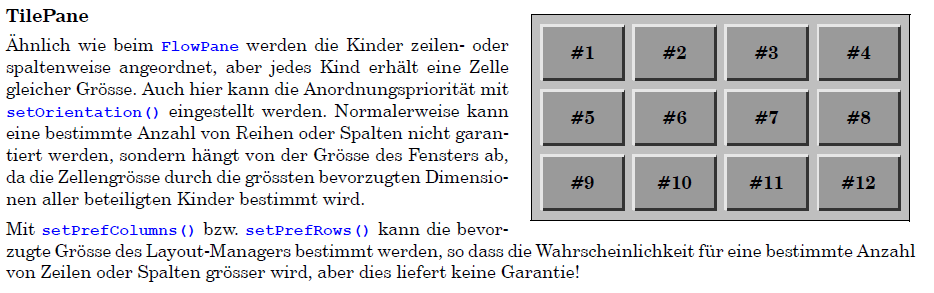 TilePane
Ähnlich wie beim FlowPane werden die Kinder zeilen- oder
spaltenweise angeordnet, aber jedes Kind erhält eine Zelle
gleicher Grösse. Auch hier kann die Anordnungspriorität mit
setOrientation() eingestellt werden. Normalerweise kann
eine bestimmte Anzahl von Reihen oder Spalten nicht garan-
tiert werden, sondern hängt von der Grösse des Fensters ab,
da die Zellengrösse durch die grössten bevorzugten Dimensio-
nen aller beteiligten Kinder bestimmt wird.
Mit setPrefColumns() bzw. setPrefRows() kann die bevor-
zugte Grösse des Layout-Managers bestimmt werden, so dass die Wahrscheinlichkeit für eine bestimmte Anzahl
von Zeilen oder Spalten grösser wird, aber dies liefert keine Garantie!
#1 #2 #3 #4
#5 #6 #7 #8
#9 #10 #11 #12